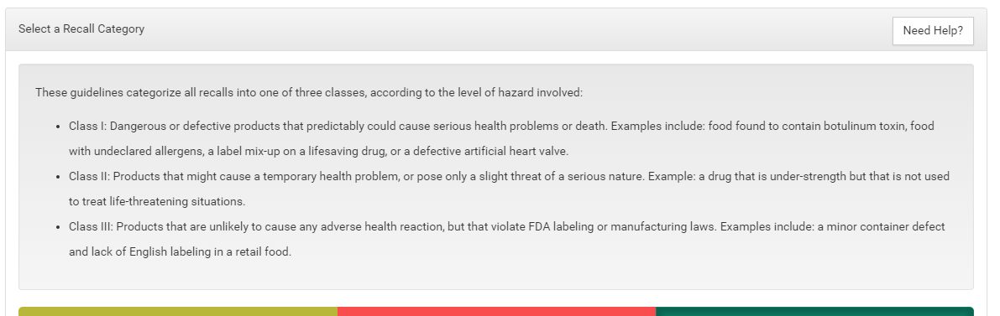 Select a Recall Category
Need Help?
These guidelines categorize all recalls into one of three classes, according to the level of hazard involved:
• Class I: Dangerous or defective products that predictably could cause serious health problems or death. Examples include: food found to contain botulinum toxin, food
with undeclared allergens, a label mix-up on a lifesaving drug, or a defective artificial heart valve.
• Class II: Products that might cause a temporary health problem, or pose only a slight threat of a serious nature. Example: a drug that is under-strength but that is not used
to treat life-threatening situations.
• Class III: Products that are unlikely to cause any adverse health reaction, but that violate FDA labeling or manufacturing laws. Examples include: a minor container defect
and lack of English labeling in a retail food.